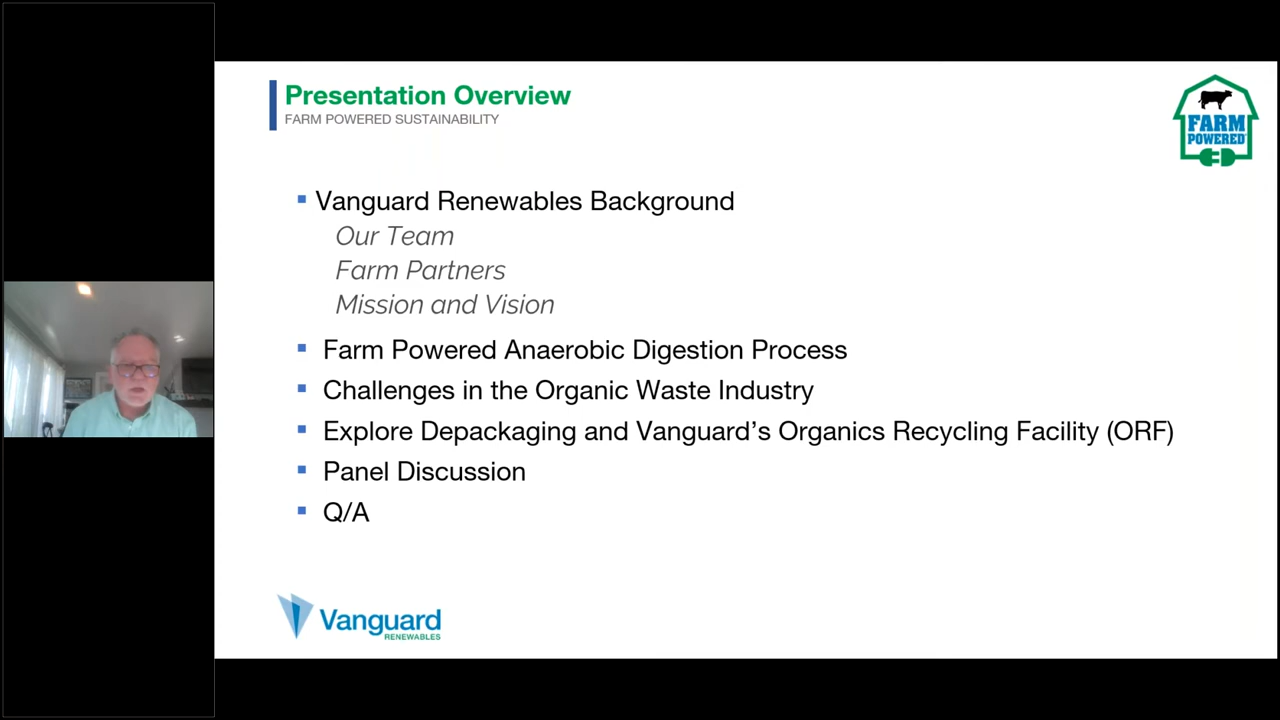 Presentation Overview
FARM POWERED SUSTAINABILITY
FARM
POWERED
Vanguard Renewables Background
Our Team
Farm Partners
Mission and Vision
Farm Powered Anaerobic Digestion Process
Challenges in the Organic Waste Industry
Explore Depackaging and Vanguard's Organics Recycling Facility (ORF)
Panel Discussion
Q/A
Vanguard
RENEWABLES